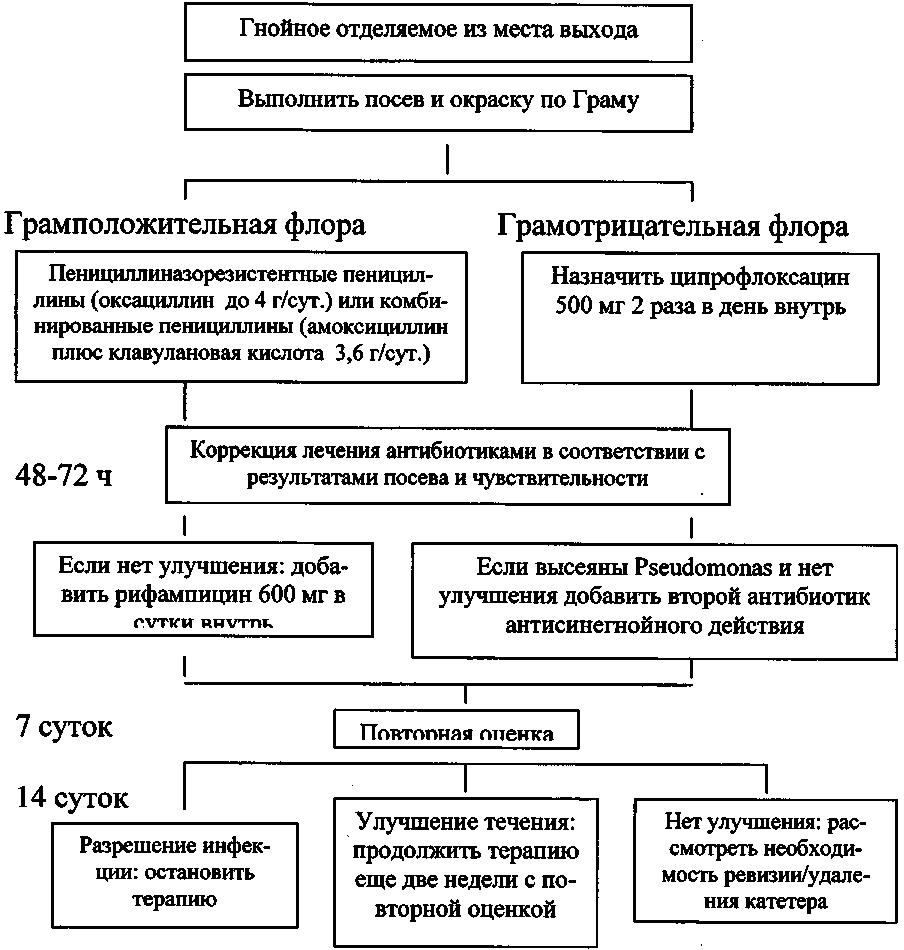 Гнойное отделяемое из места выхода
Выполнить посев и окраску по Граму
Грамположительная флора
Пенициллиназорезистентные пеницил-
лины (оксациллин до 4 г/сут.) или комби-
нированные пенициллины (амоксициллин
плюс клавулановая кислота 3,6 г/сут.)
Грамотрицательная флора
Назначить ципрофлоксацин
500 мг 2 раза в день внутрь
48-72 ч
Коррекция лечения антибиотиками в соответствии с
результатами посева и чувствительности
Если нет улучшения: доба-
вить рифампицин 600 мг в
сутки внутрь
Если высеяны Pseudomonas и нет
улучшения добавить второй антибиотик
антисинегнойного действия
7 суток
Повторная оценка
14 суток
Разрешение инфек-
ции: остановить
терапию
Улучшение течения:
продолжить терапию
еще две недели с по-
вторной оценкой
Нет улучшения: рас-
смотреть необходи-
мость ревизии/удале-
ния катетера